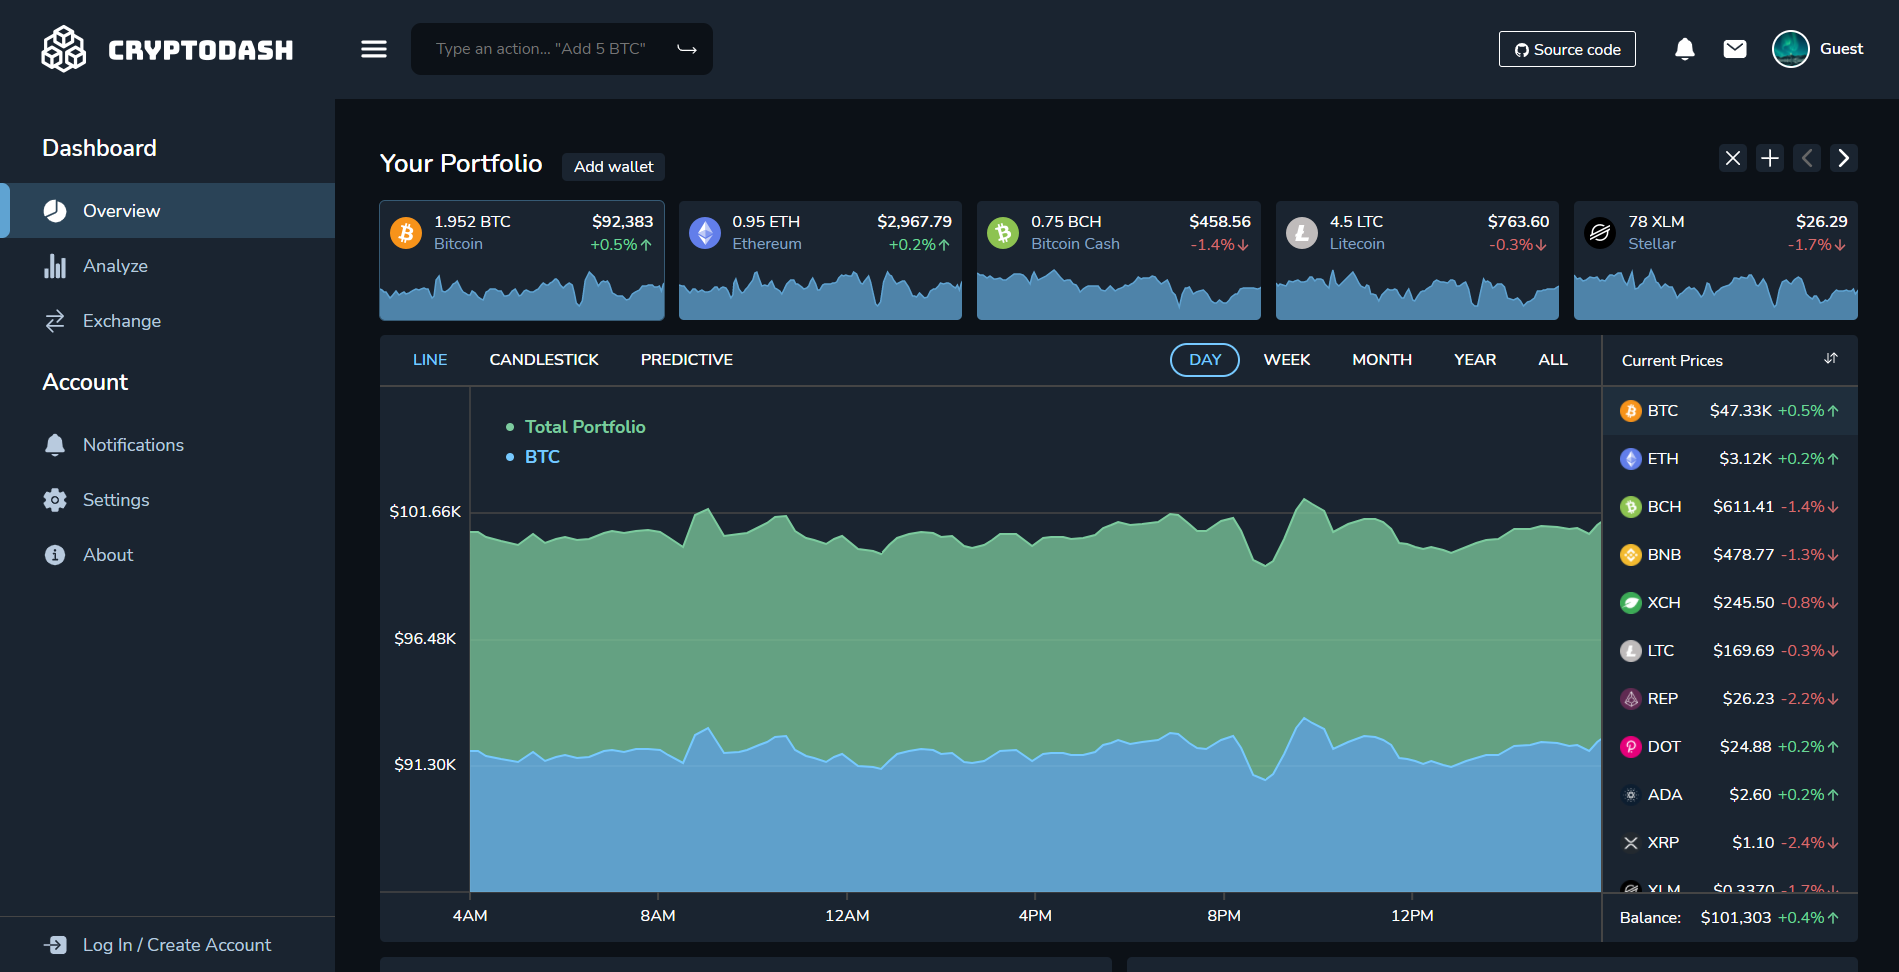 CRYPTODASH
Type an action... "Add 5 BTC"
Source code
Guest
Dashboard
Overview
Analyze
Exchange
Account
Notifications
Settings
About
Log In / Create Account
Your Portfolio
Add wallet
1.952 BTC $92,383
Bitcoin +0.5%
0.95 ETH $2,967.79
Ethereum +0.2%
0.75 BCH $458.56
Bitcoin Cash -1.4%
4.5 LTC $763.60
Litecoin -0.3%
78 XLM $26.29
Stellar -1.7%
LINE CANDLESTICK PREDICTIVE DAY WEEK MONTH YEAR ALL
Total Portfolio
BTC
$101.66K
$96.48K
$91.30K
4AM 8AM 12AM 4PM 8PM 12PM
Current Prices
BTC $47.33K +0.5%
ETH $3.12K +0.2%
BCH $611.41 -1.4%
BNB $478.77 -1.3%
XCH $245.50 -0.8%
LTC $169.69 -0.3%
REP $26.23 -2.2%
DOT $24.88 +0.2%
ADA $2.60 +0.2%
XRP $1.10 -2.4%
XLM $0.3370 -1.7%
Balance: $101,303 +0.4%